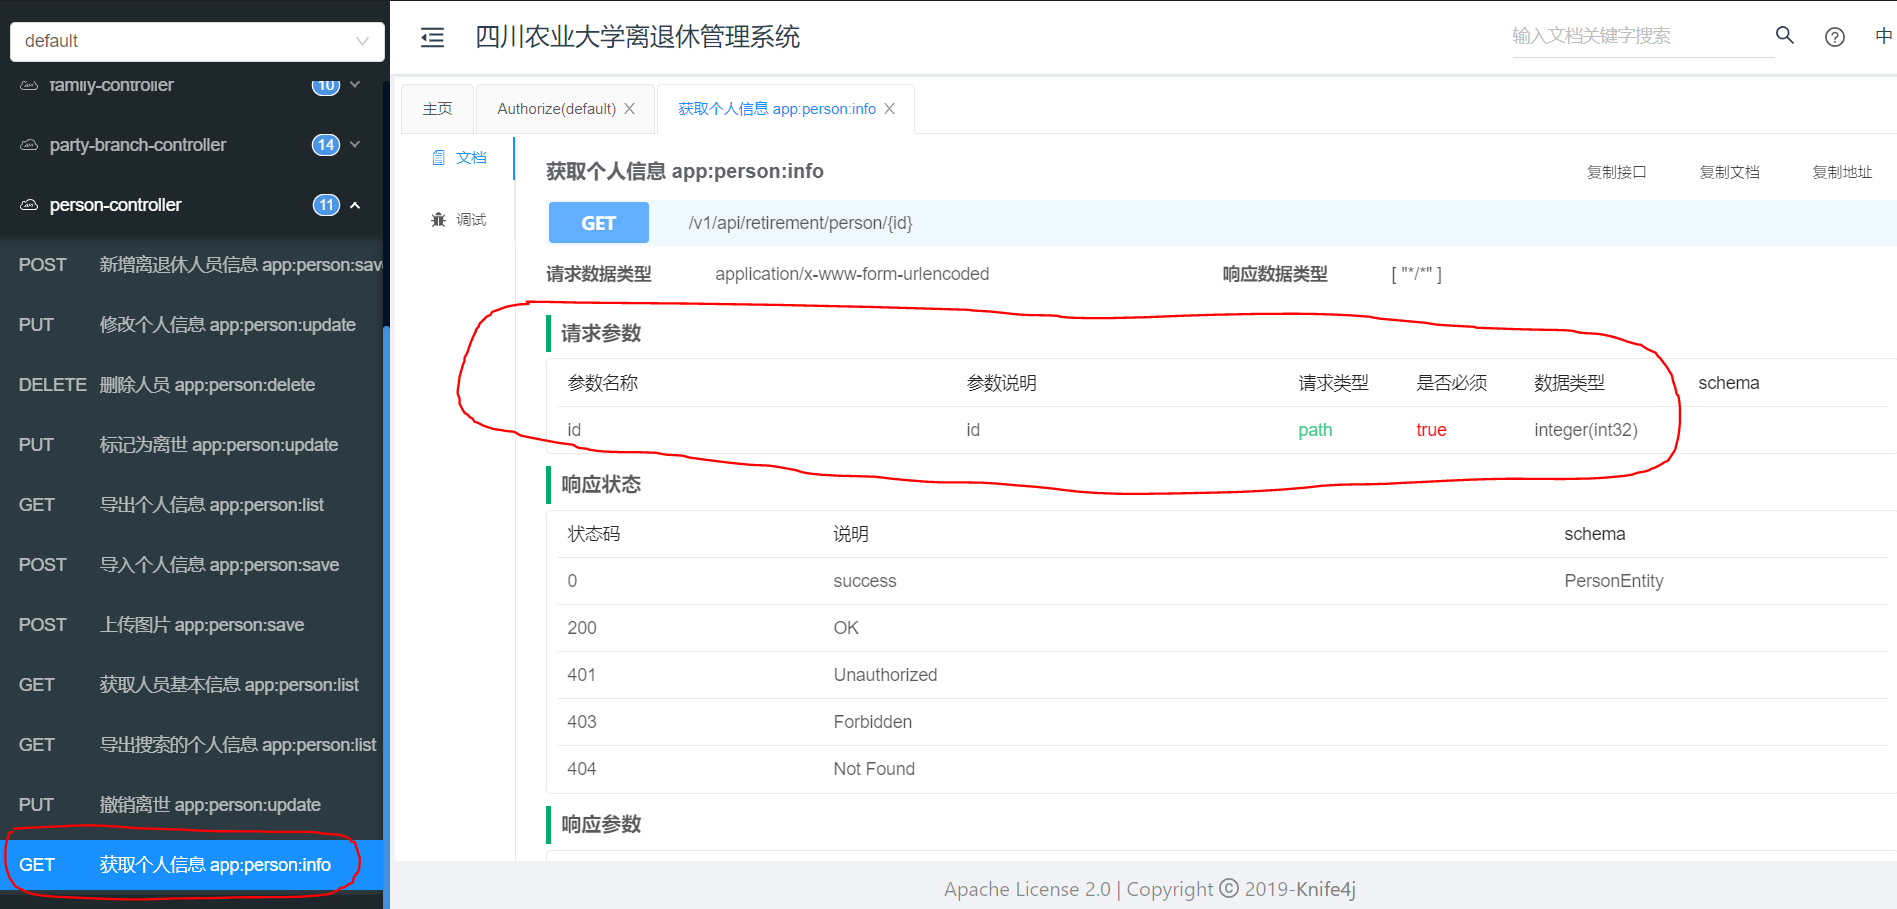 default
四川农业大学离退休管理系统
输入文档关键字搜索
中
family-controller 10
party-branch-controller 14
person-controller 11
POST 新增离退休人员信息 app:person:sav
PUT 修改个人信息 app:person:update
DELETE 删除人员 app:person:delete
PUT 标记为离世 app:person:update
GET 导出个人信息 app:person:list
POST 导入个人信息 app:person:save
POST 上传图片 app:person:save
GET 获取人员基本信息 app:person:list
GET 导出搜索的个人信息 app:person:list
PUT 撤销离世 app:person:update
GET 获取个人信息 app:person:info
主页 Authorize(default) 获取个人信息 app:person:info
文档
调试
获取个人信息 app:person:info 复制接口 复制文档 复制地址
GET /v1/api/retirement/person/{id}
请求数据类型 application/x-www-form-urlencoded 响应数据类型 [ "*/*" ]
请求参数
参数名称 参数说明 请求类型 是否必须 数据类型 schema
id id path true integer(int32)
响应状态
状态码 说明 schema
0 success PersonEntity
200 OK
401 Unauthorized
403 Forbidden
404 Not Found
响应参数
Apache License 2.0 | Copyright © 2019-Knife4j